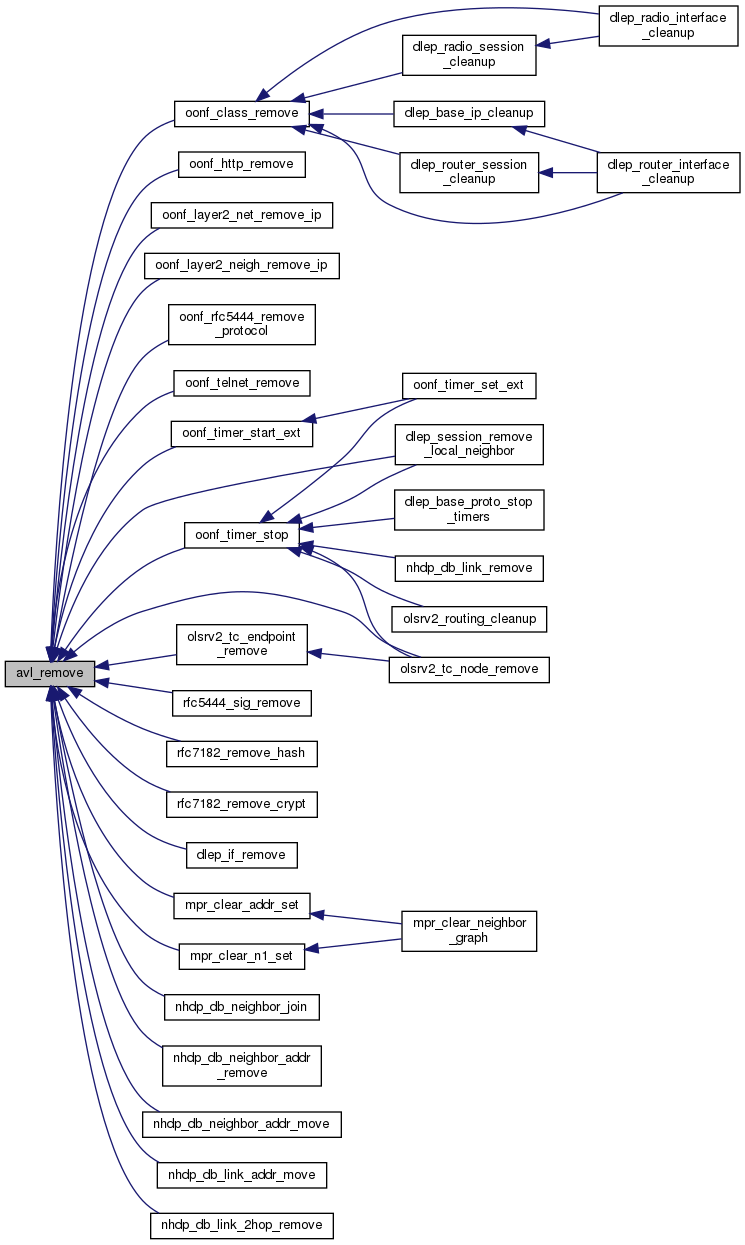 dlep_radio_interface
_cleanup
dlep_radio_session
_cleanup
oonf_class_remove
dlep_base_ip_cleanup
oonf_http_remove
dlep_router_session
_cleanup
dlep_router_interface
_cleanup
oonf_layer2_net_remove_ip
oonf_layer2_neigh_remove_ip
oonf_rfc5444_remove
_protocol
oonf_telnet_remove
oonf_timer_set_ext
oonf_timer_start_ext
dlep_session_remove
_local_neighbor
dlep_base_proto_stop
_timers
oonf_timer_stop
nhdp_db_link_remove
olsrv2_routing_cleanup
olsrv2_tc_endpoint
_remove
olsrv2_tc_node_remove
avl_remove
rfc5444_sig_remove
rfc7182_remove_hash
rfc7182_remove_crypt
dlep_if_remove
mpr_clear_addr_set
mpr_clear_neighbor
_graph
mpr_clear_n1_set
nhdp_db_neighbor_join
nhdp_db_neighbor_addr
_remove
nhdp_db_neighbor_addr_move
nhdp_db_link_addr_move
nhdp_db_link_2hop_remove